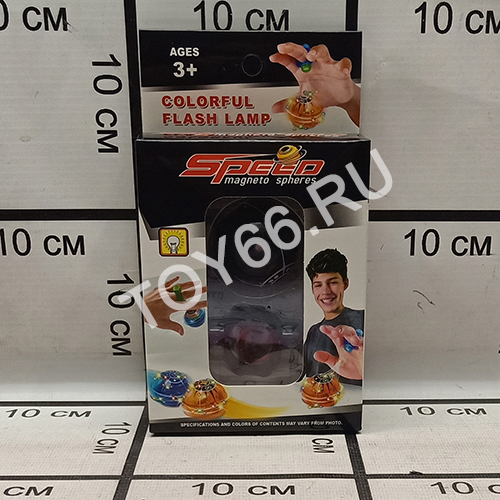 AGES
3+
COLORFUL
FLASH LAMP
SPEED
magneto spheres
SPECIFICATIONS AND COLORS OF CONTENTS MAY VARY FROM PHOTO.
TOY66.RU
10 СМ
10 СМ
10 СМ
10 СМ
10 СМ
10 СМ
10 СМ
10 СМ
10 СМ
10 СМ